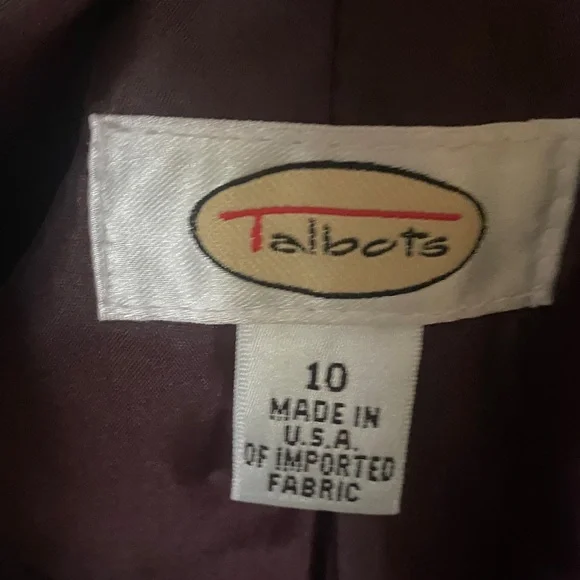 Talbots
10
MADE IN
U.S.A.
OF IMPORTED
FABRIC